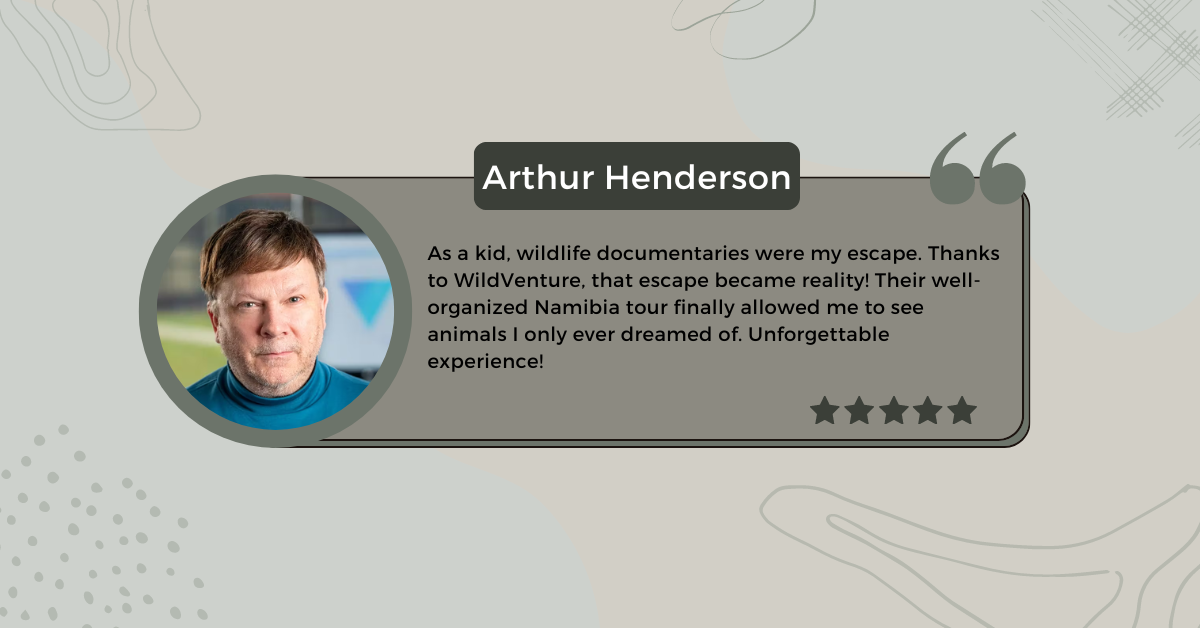 Arthur Henderson
As a kid, wildlife documentaries were my escape. Thanks
to WildVenture, that escape became reality! Their well-
organized Namibia tour finally allowed me to see
animals I only ever dreamed of. Unforgettable
experience!